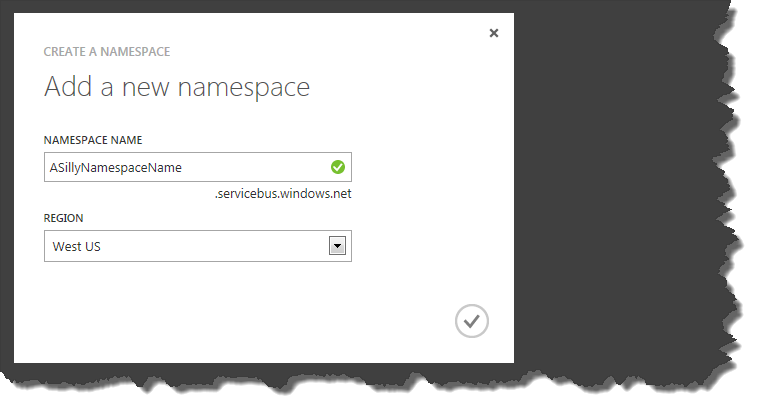 CREATE A NAMESPACE
Add a new namespace
NAMESPACE NAME
ASillyNamespaceName
.servicebus.windows.net
REGION
West US